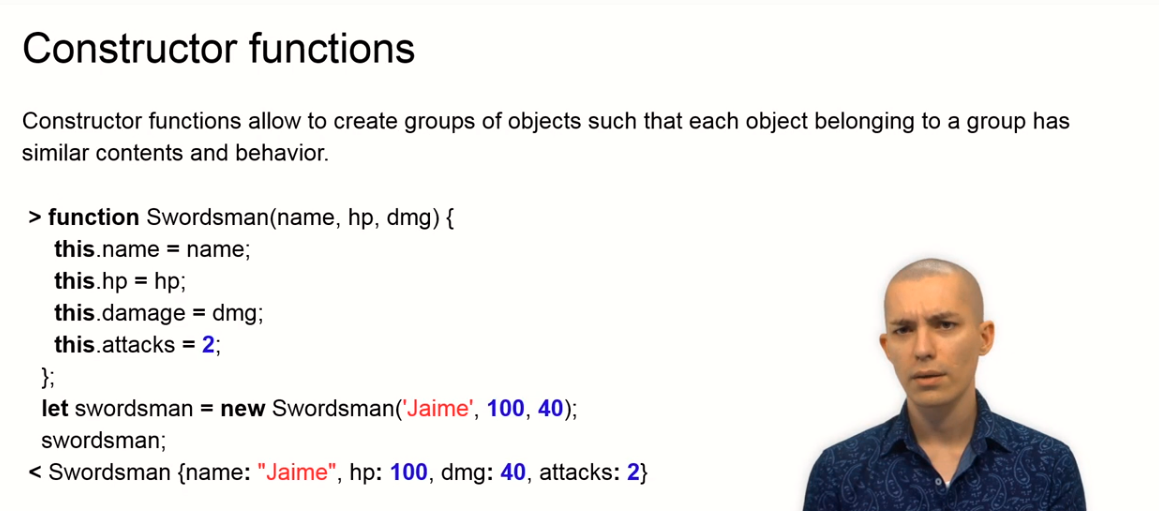 Constructor functions
Constructor functions allow to create groups of objects such that each object belonging to a group has
similar contents and behavior.
> function Swordsman(name, hp, dmg) {
this.name = name;
this.hp = hp;
this.damage = dmg;
this.attacks = 2;
};
let swordsman = new Swordsman('Jaime', 100, 40);
swordsman;
< Swordsman {name: "Jaime", hp: 100, dmg: 40, attacks: 2}